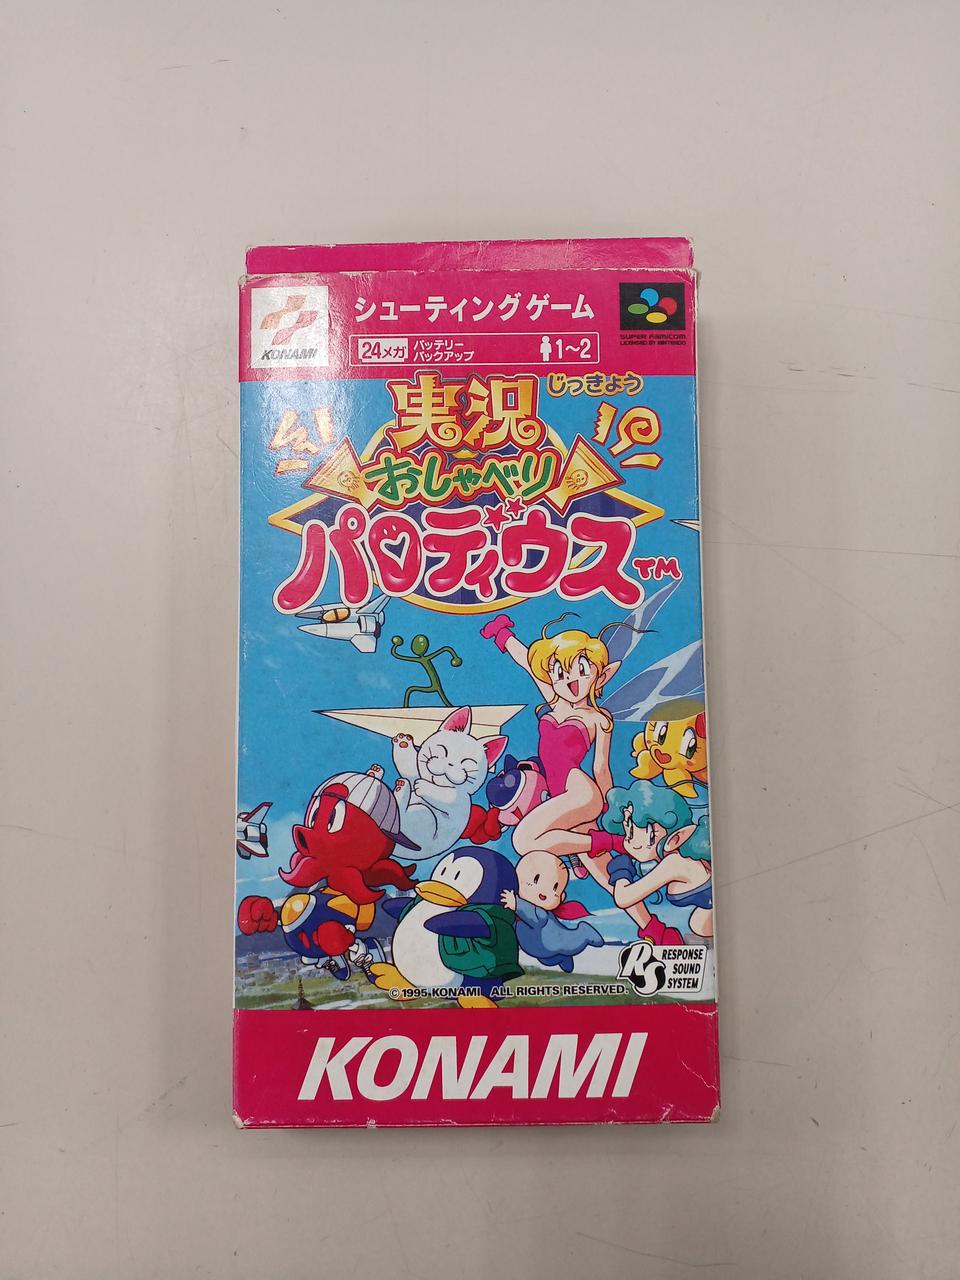 シューティングゲーム
KONAMI
24メガ
バッテリー
バックアップ
1~2
SUPER FAMICOM
LICENSED BY NINTENDO
じっきょう
実況
おしゃべり
パロディウス TM
RESPONSE
SOUND
SYSTEM
RS
© 1995 KONAMI ALL RIGHTS RESERVED.
KONAMI